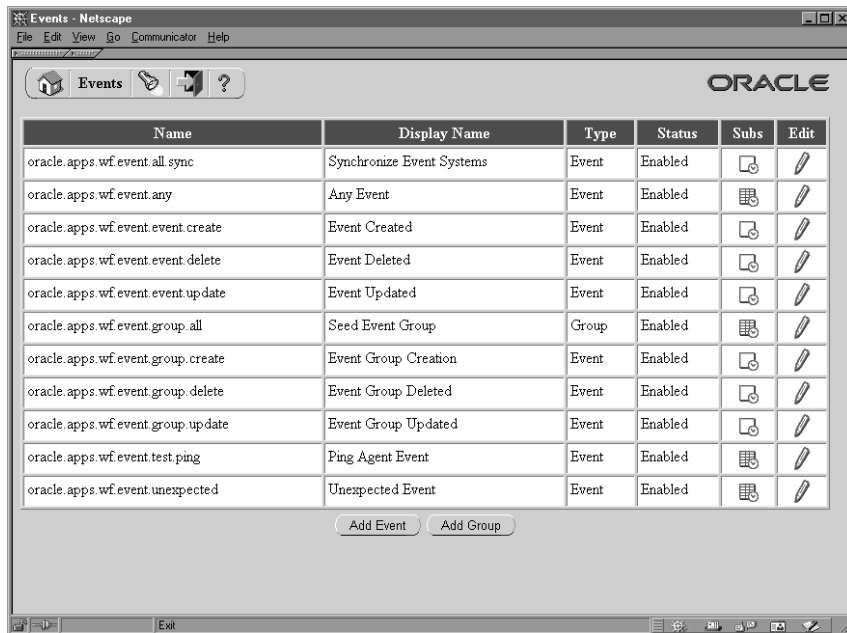 Events - Netscape
File Edit View Go Communicator Help
Events ? ORACLE
Name Display Name Type Status Subs Edit
oracle.apps.wf.event.all.sync Synchronize Event Systems Event Enabled
oracle.apps.wf.event.any Any Event Event Enabled
oracle.apps.wf.event.event.create Event Created Event Enabled
oracle.apps.wf.event.event.delete Event Deleted Event Enabled
oracle.apps.wf.event.event.update Event Updated Event Enabled
oracle.apps.wf.event.group.all Seed Event Group Group Enabled
oracle.apps.wf.event.group.create Event Group Creation Event Enabled
oracle.apps.wf.event.group.delete Event Group Deleted Event Enabled
oracle.apps.wf.event.group.update Event Group Updated Event Enabled
oracle.apps.wf.event.test.ping Ping Agent Event Event Enabled
oracle.apps.wf.event.unexpected Unexpected Event Event Enabled
Add Event Add Group
Exit